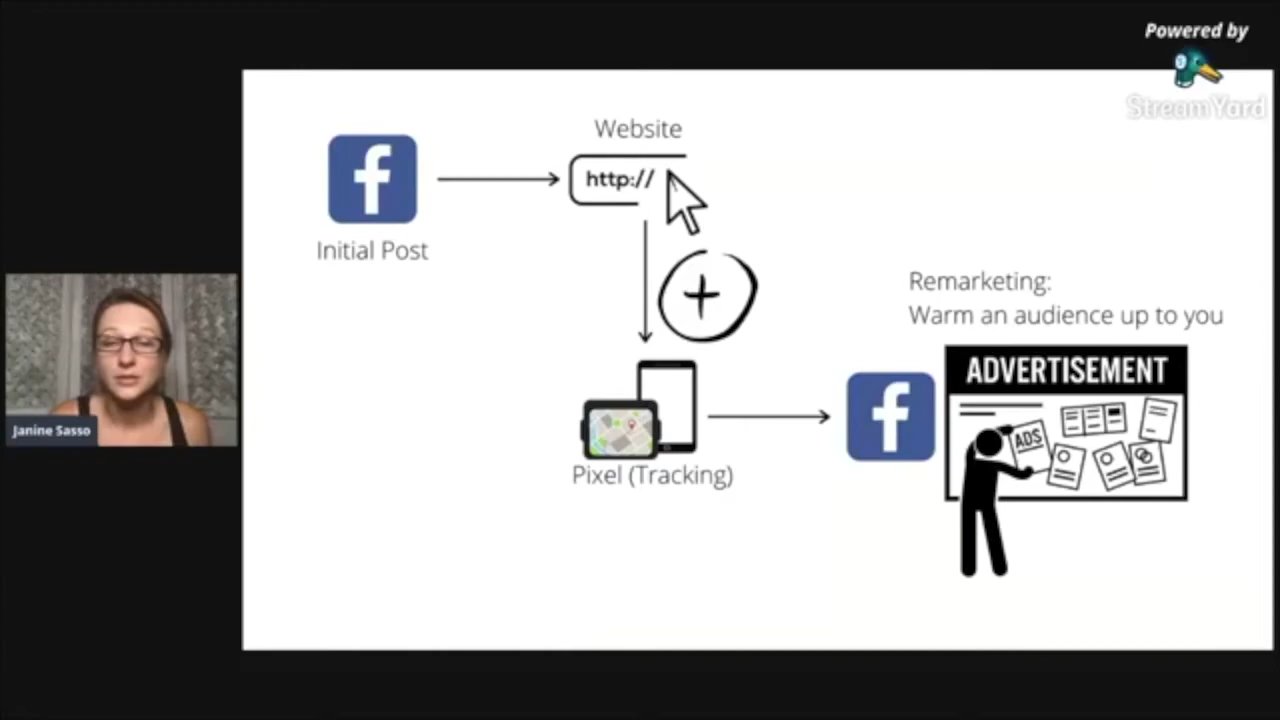 Powered by
StreamYard
Website
http://
Initial Post
Remarketing:
Warm an audience up to you
ADVERTISEMENT
ADS
Janine Sasso
Pixel (Tracking)